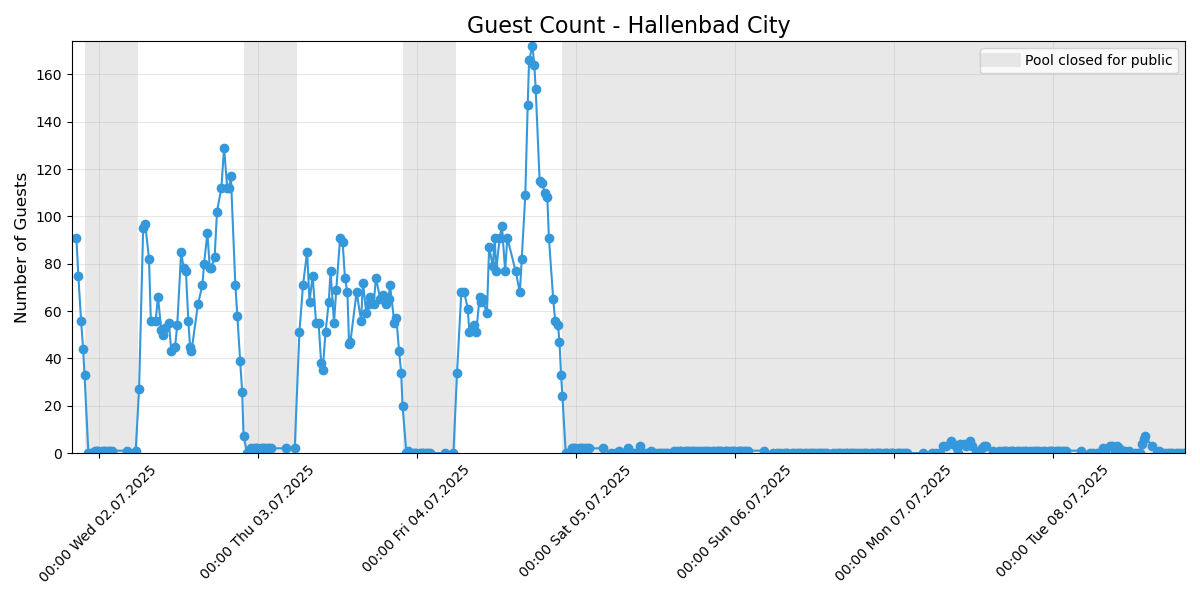 Guest Count - Hallenbad City
Pool closed for public
Number of Guests
160
140
120
100
80
60
40
20
0
00:00 Wed 02.07.2025
00:00 Thu 03.07.2025
00:00 Fri 04.07.2025
00:00 Sat 05.07.2025
00:00 Sun 06.07.2025
00:00 Mon 07.07.2025
00:00 Tue 08.07.2025